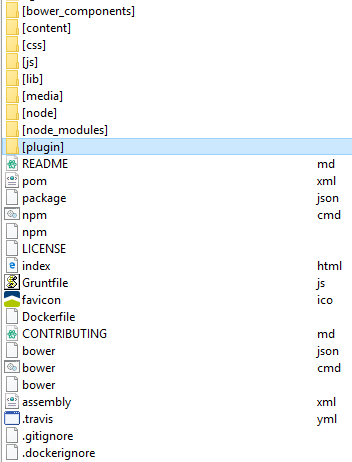 [bower_components]
[content]
[css]
[js]
[lib]
[media]
[node]
[node_modules]
[plugin]
README md
pom xml
package json
npm cmd
npm
LICENSE
index html
Gruntfile js
favicon ico
Dockerfile
CONTRIBUTING md
bower json
bower cmd
bower
assembly xml
.travis yml
.gitignore
.dockerignore